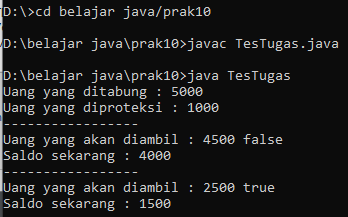 D:\>cd belajar java/prak10
D:\belajar java\prak10>javac TesTugas.java
D:\belajar java\prak10>java TesTugas
Uang yang ditabung : 5000
Uang yang diproteksi : 1000
-----------------
Uang yang akan diambil : 4500 false
Saldo sekarang : 4000
-----------------
Uang yang akan diambil : 2500 true
Saldo sekarang : 1500